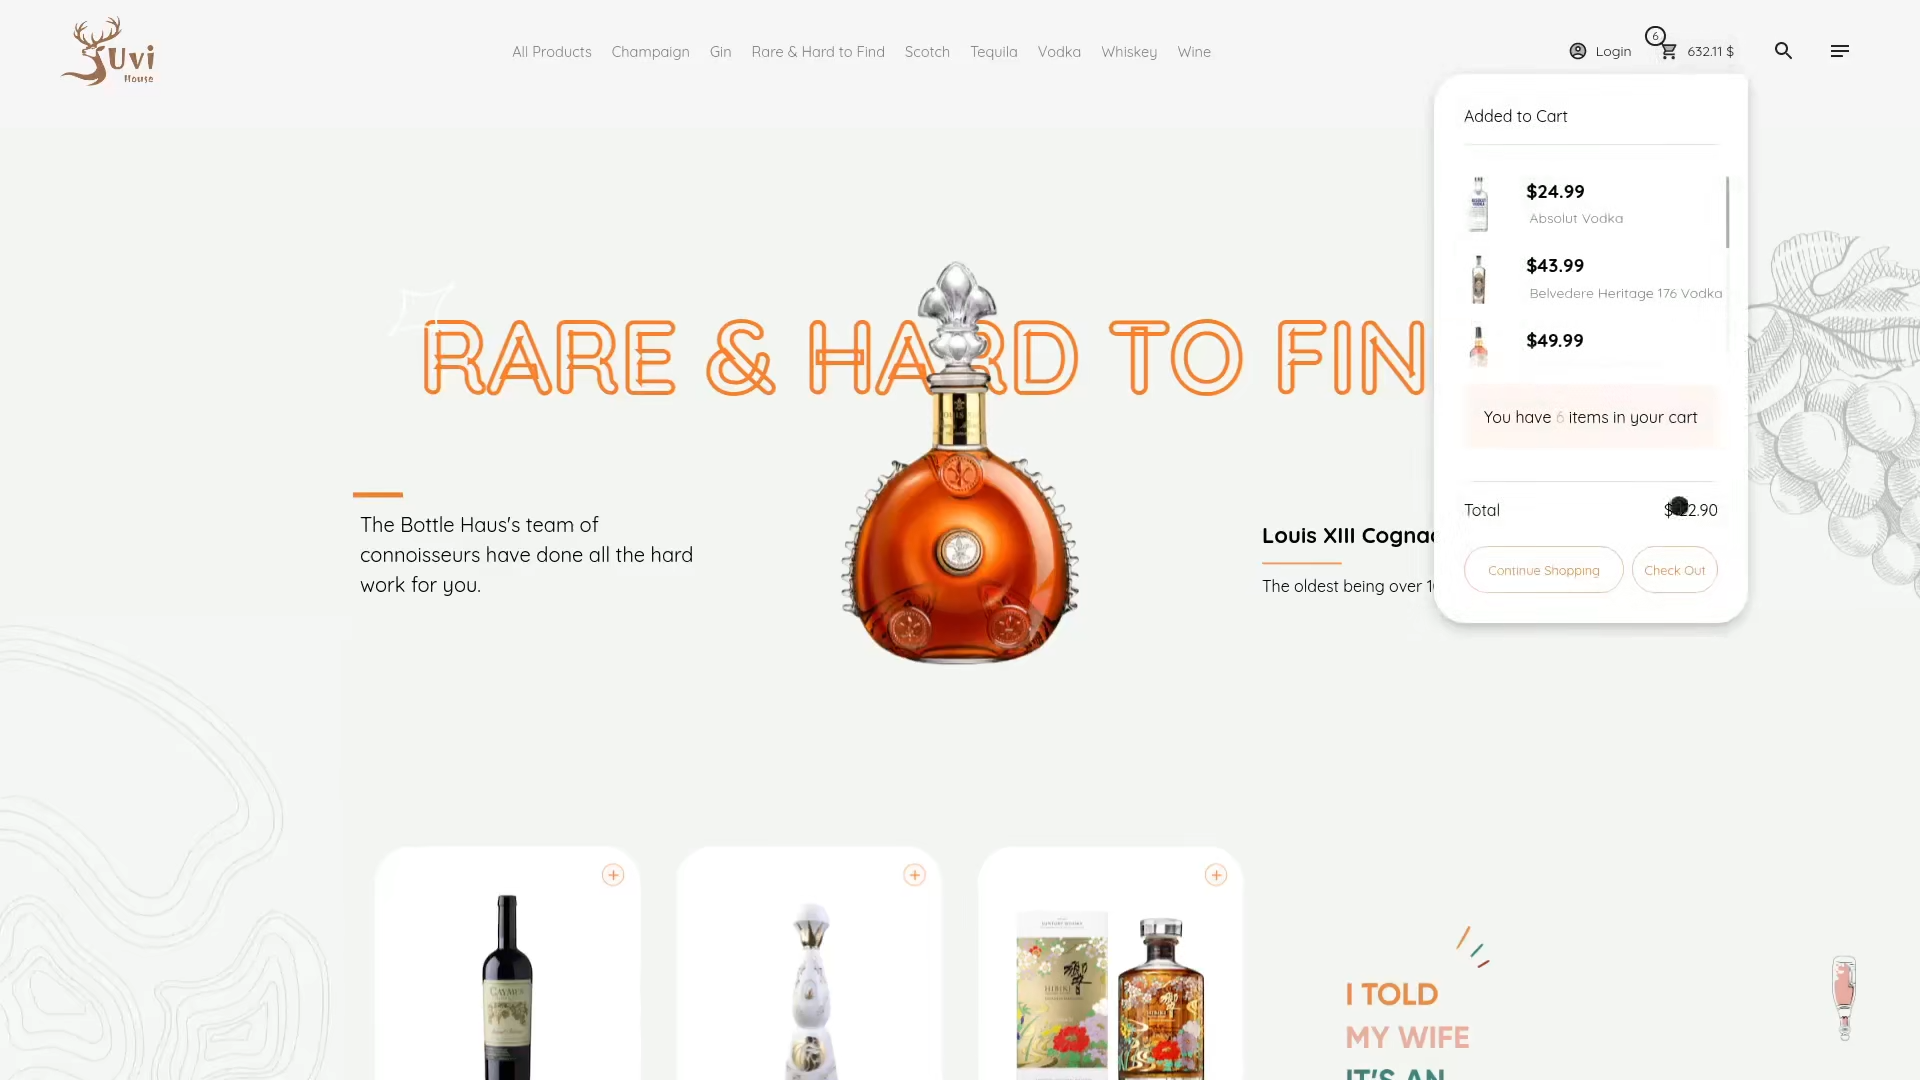 Uvi
House
All Products Champaign Gin Rare & Hard to Find Scotch Tequila Vodka Whiskey Wine
Login
6
632.11 $
Added to Cart
$24.99
Absolut Vodka
$43.99
Belvedere Heritage 176 Vodka
$49.99
You have 6 items in your cart
Total
Continue Shopping
Check Out
RARE & HARD TO FIN
The Bottle Haus's team of
connoisseurs have done all the hard
work for you.
Louis XIII Cognac
The oldest being over 1
CAYMUS
HIBIKI
I TOLD
MY WIFE
IT'S AN